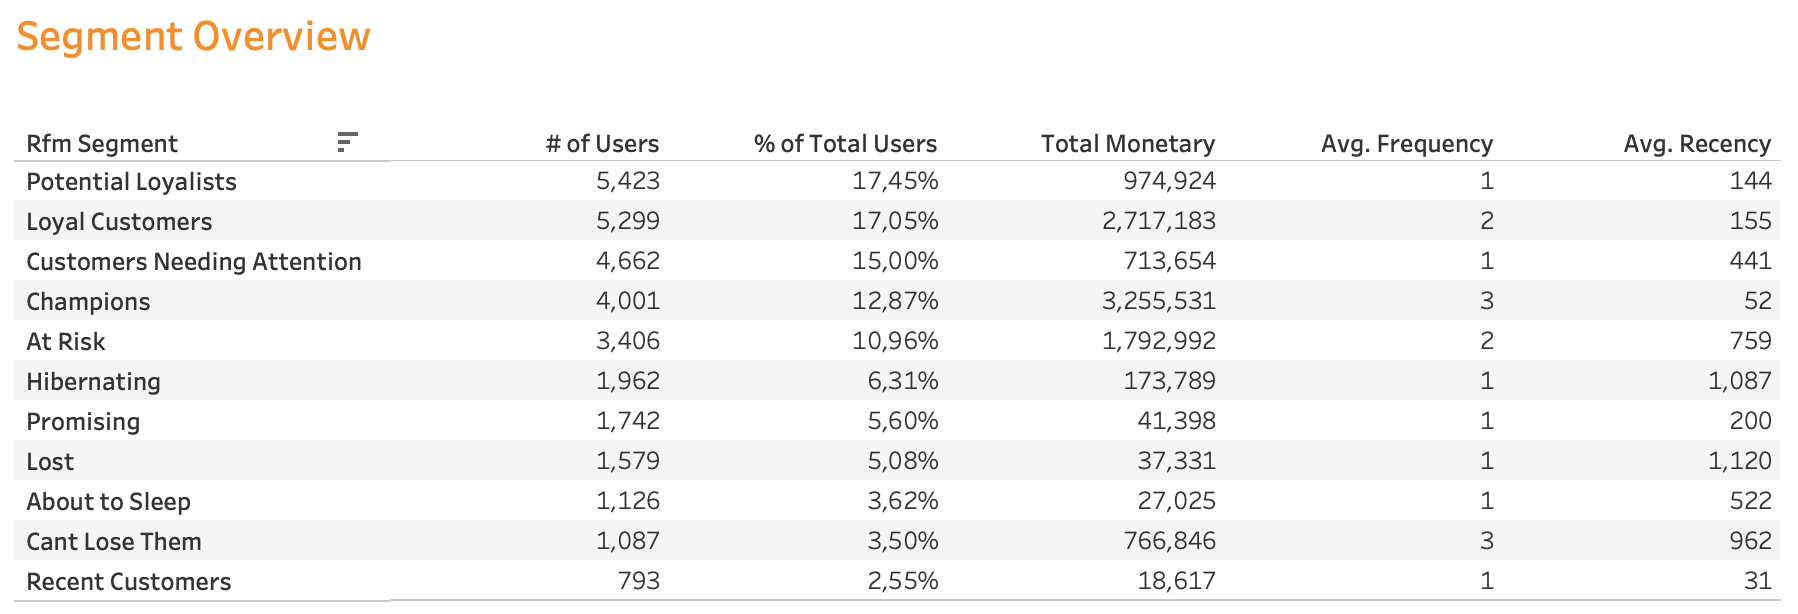 Segment Overview
Rfm Segment # of Users % of Total Users Total Monetary Avg. Frequency Avg. Recency
Potential Loyalists 5,423 17,45% 974,924 1 144
Loyal Customers 5,299 17,05% 2,717,183 2 155
Customers Needing Attention 4,662 15,00% 713,654 1 441
Champions 4,001 12,87% 3,255,531 3 52
At Risk 3,406 10,96% 1,792,992 2 759
Hibernating 1,962 6,31% 173,789 1 1,087
Promising 1,742 5,60% 41,398 1 200
Lost 1,579 5,08% 37,331 1 1,120
About to Sleep 1,126 3,62% 27,025 1 522
Cant Lose Them 1,087 3,50% 766,846 3 962
Recent Customers 793 2,55% 18,617 1 31